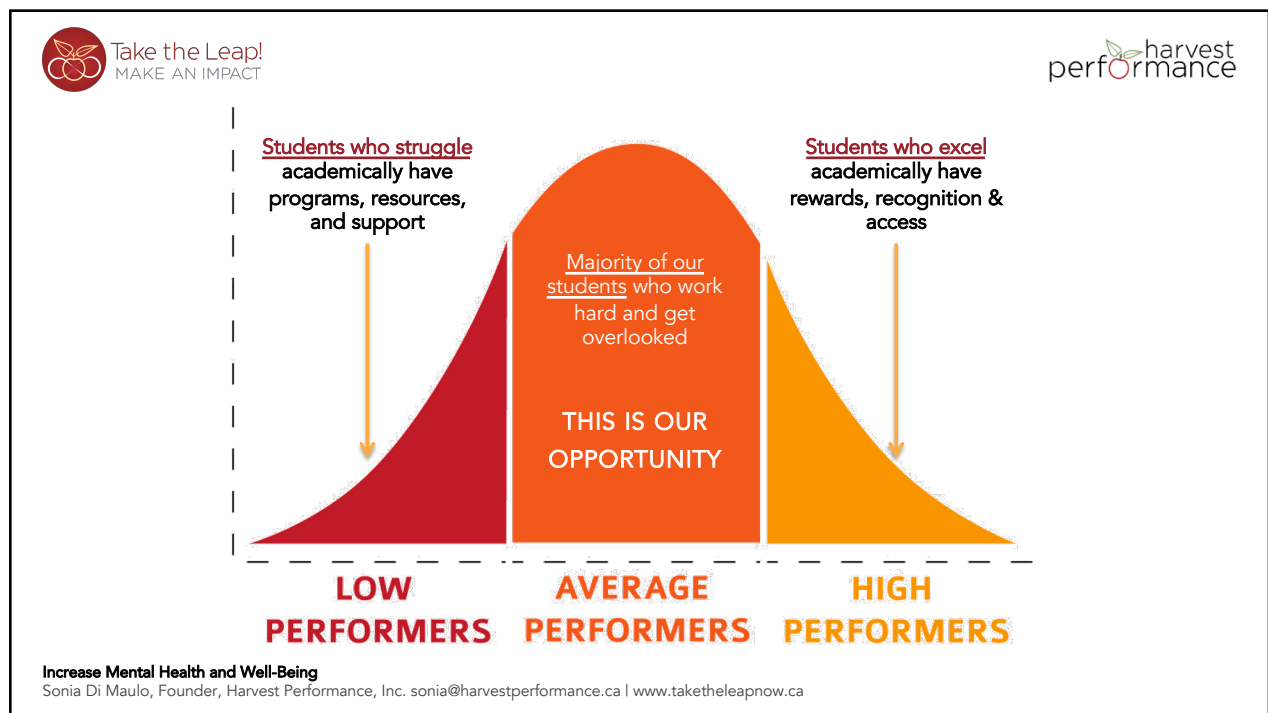 Take the Leap!
MAKE AN IMPACT
harvest
performance
Students who struggle
academically have
programs, resources,
and support
Students who excel
academically have
rewards, recognition &
access
Majority of our
students who work
hard and get
overlooked
THIS IS OUR
OPPORTUNITY
LOW
PERFORMERS
AVERAGE
PERFORMERS
HIGH
PERFORMERS
Increase Mental Health and Well-Being
Sonia Di Maulo, Founder, Harvest Performance, Inc. sonia@harvestperformance.ca | www.taketheleapnow.ca